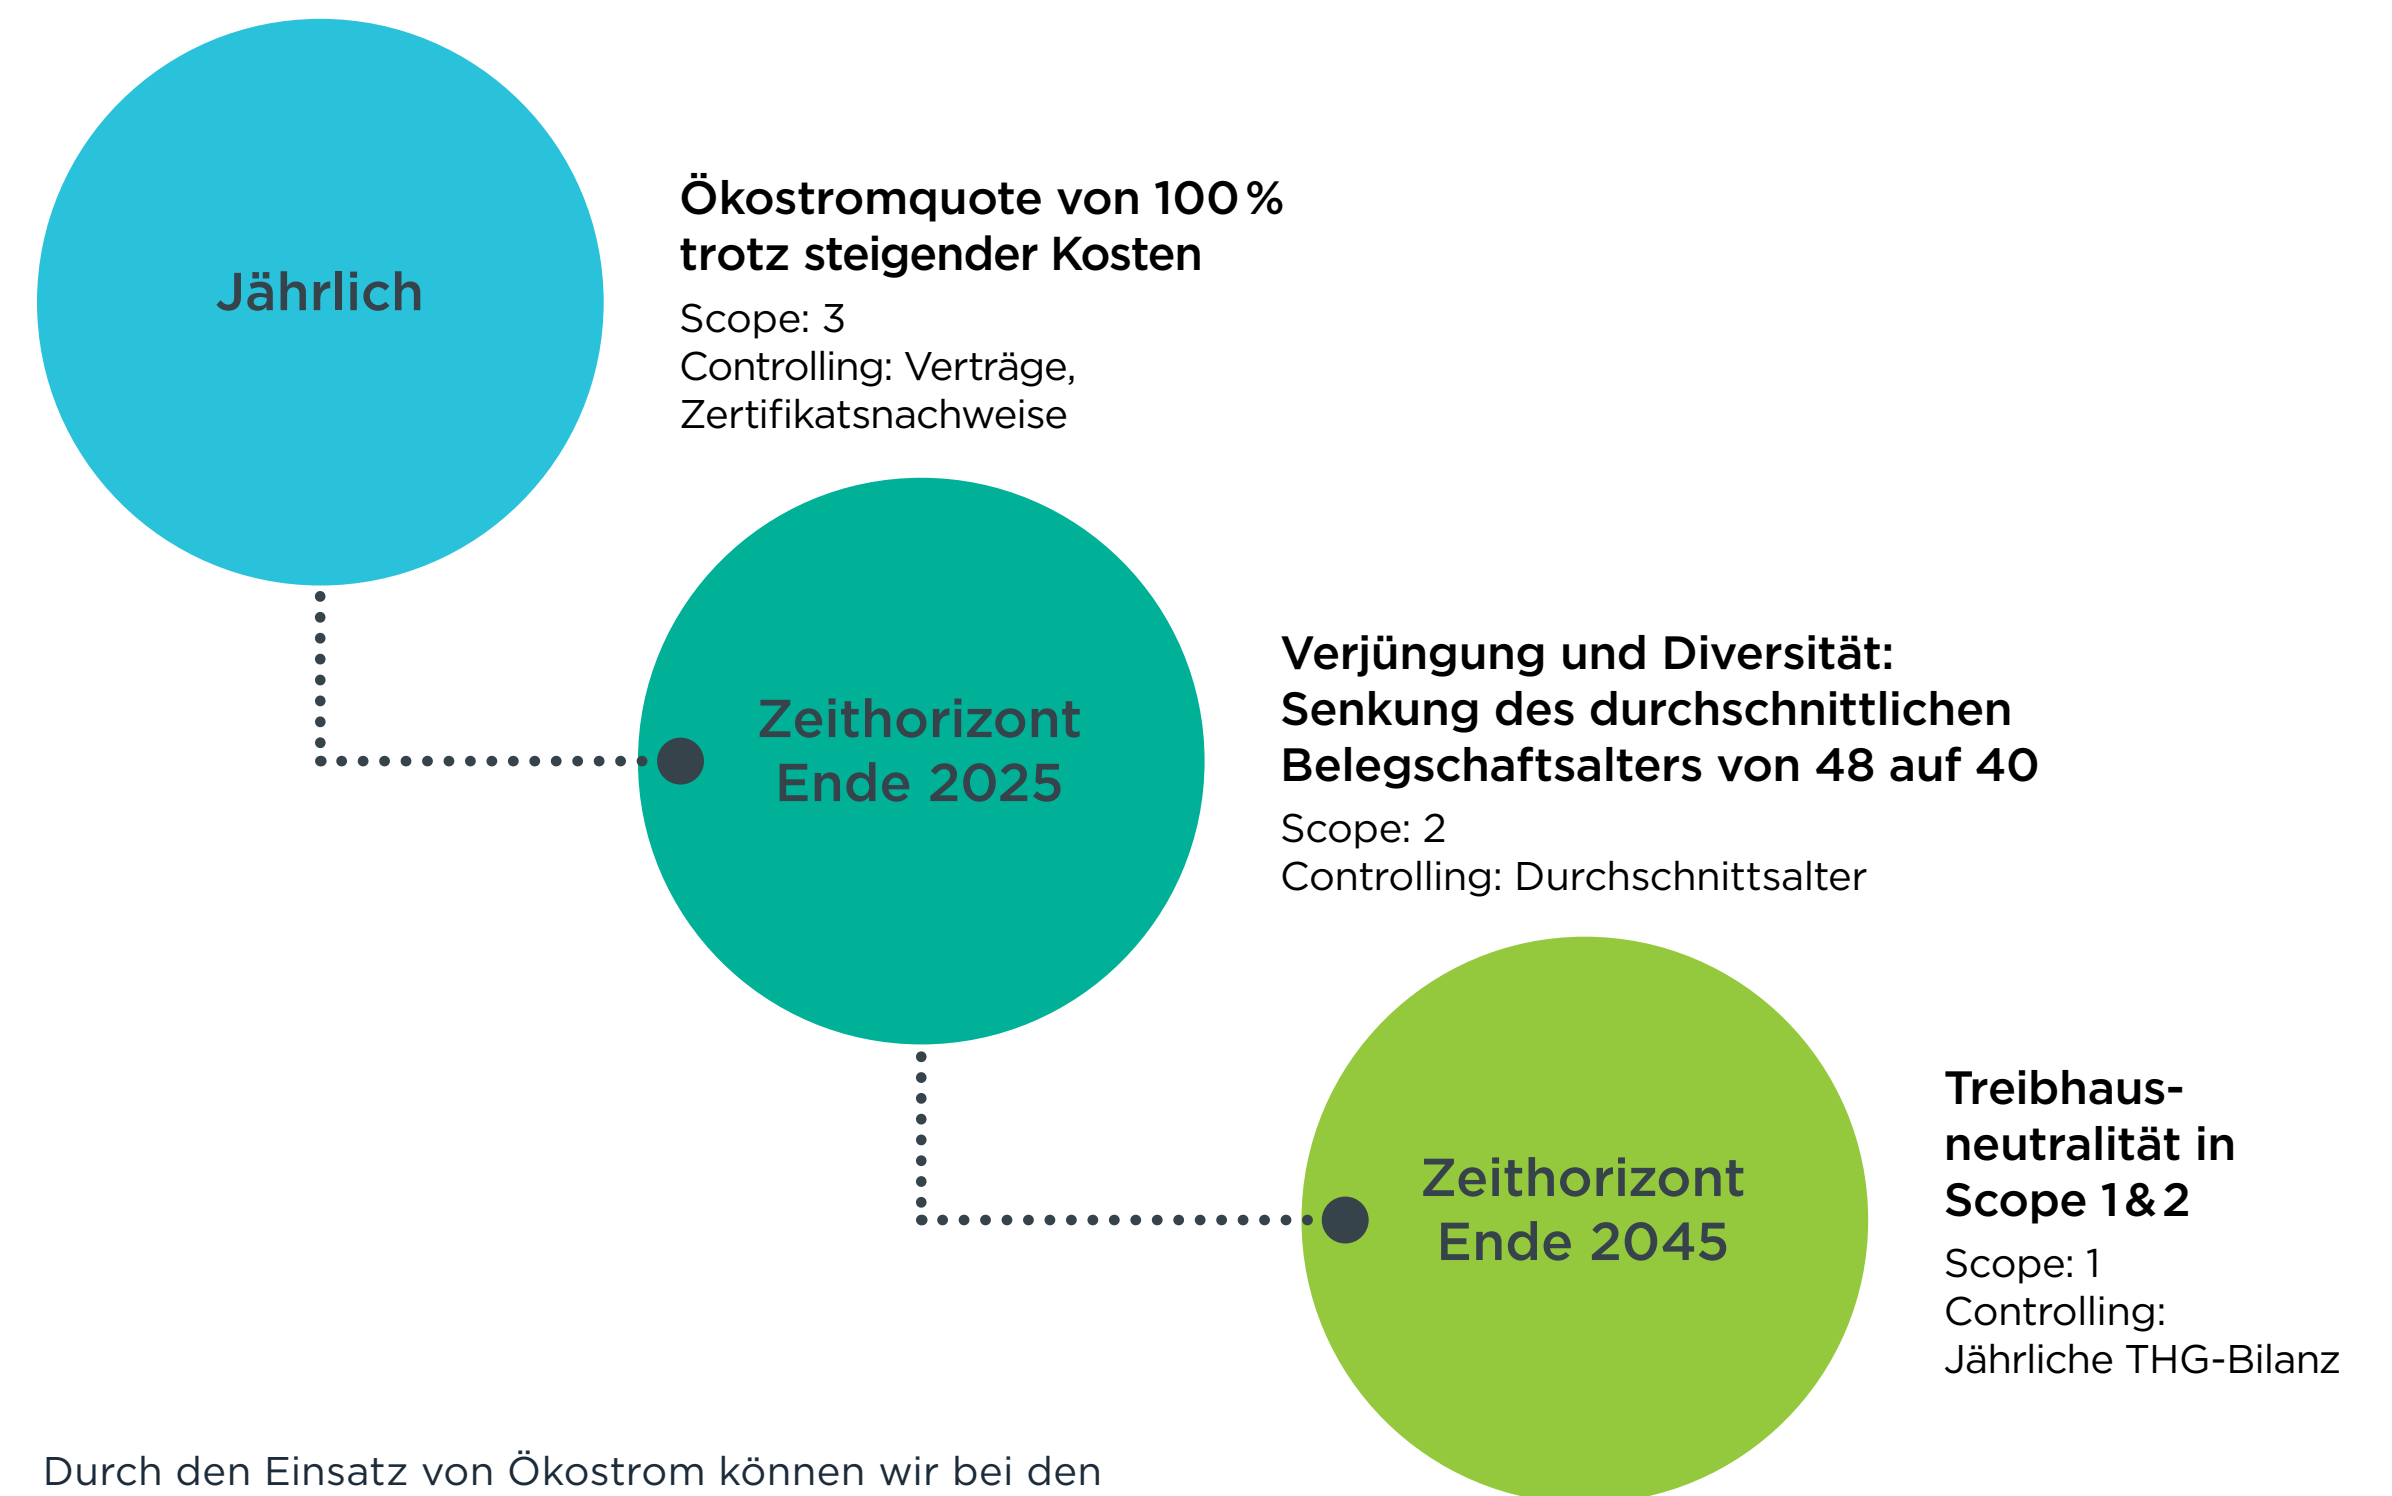 Jährlich
Ökostromquote von 100 %
trotz steigender Kosten
Scope: 3
Controlling: Verträge,
Zertifikatsnachweise
Zeithorizont
Ende 2025
Verjüngung und Diversität:
Senkung des durchschnittlichen
Belegschaftsalters von 48 auf 40
Scope: 2
Controlling: Durchschnittsalter
Zeithorizont
Ende 2045
Treibhaus-
neutralität in
Scope 1 & 2
Scope: 1
Controlling:
Jährliche THG-Bilanz
Durch den Einsatz von Ökostrom können wir bei den